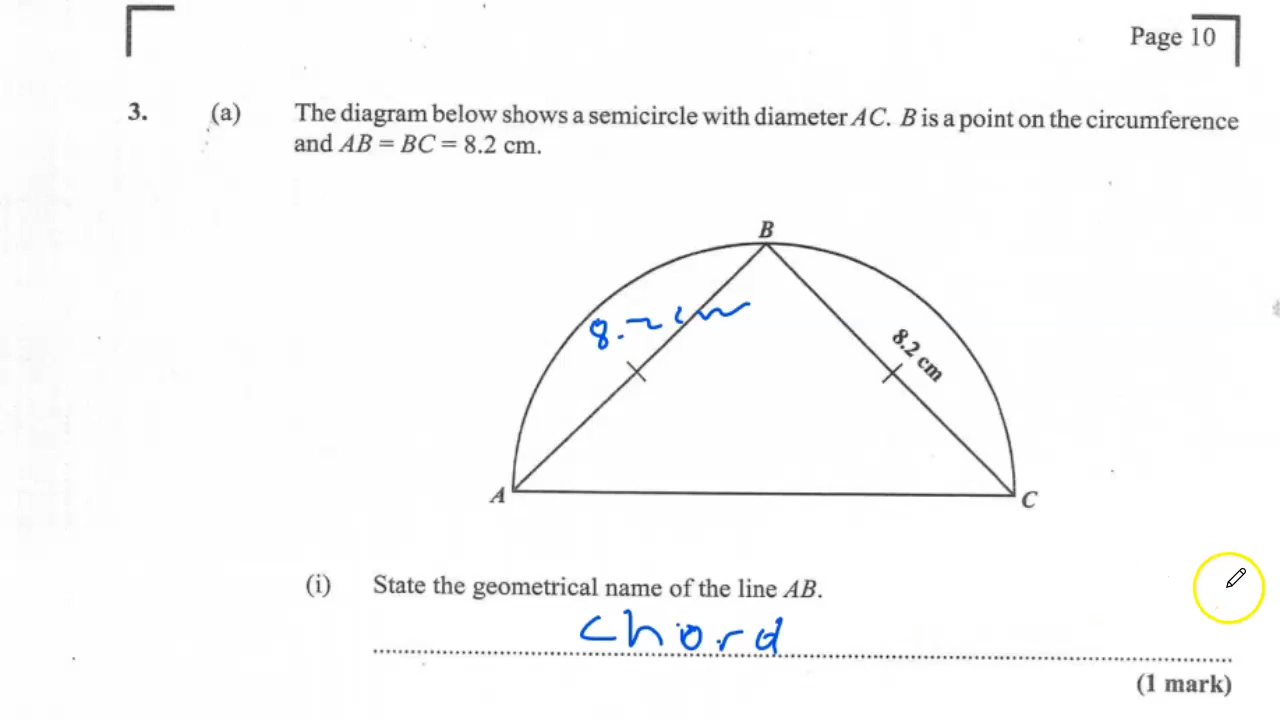 Page 10
3. (a) The diagram below shows a semicircle with diameter AC. B is a point on the circumference
and AB = BC = 8.2 cm.
B
8.2 cm
8.2 cm
A
C
(i) State the geometrical name of the line AB.
chord
(1 mark)